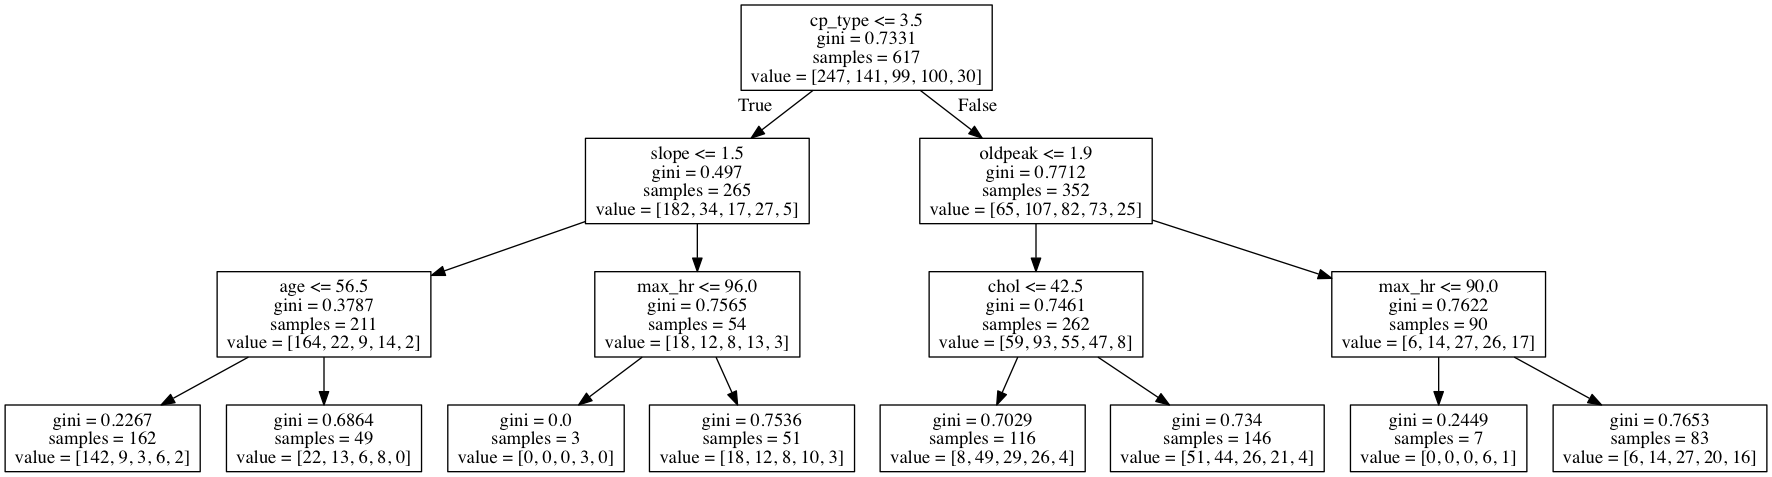 cp_type <= 3.5
gini = 0.7331
samples = 617
value = [247, 141, 99, 100, 30]
True
False
slope <= 1.5
gini = 0.497
samples = 265
value = [182, 34, 17, 27, 5]
oldpeak <= 1.9
gini = 0.7712
samples = 352
value = [65, 107, 82, 73, 25]
age <= 56.5
gini = 0.3787
samples = 211
value = [164, 22, 9, 14, 2]
max_hr <= 96.0
gini = 0.7565
samples = 54
value = [18, 12, 8, 13, 3]
chol <= 42.5
gini = 0.7461
samples = 262
value = [59, 93, 55, 47, 8]
max_hr <= 90.0
gini = 0.7622
samples = 90
value = [6, 14, 27, 26, 17]
gini = 0.2267
samples = 162
value = [142, 9, 3, 6, 2]
gini = 0.6864
samples = 49
value = [22, 13, 6, 8, 0]
gini = 0.0
samples = 3
value = [0, 0, 0, 3, 0]
gini = 0.7536
samples = 51
value = [18, 12, 8, 10, 3]
gini = 0.7029
samples = 116
value = [8, 49, 29, 26, 4]
gini = 0.734
samples = 146
value = [51, 44, 26, 21, 4]
gini = 0.2449
samples = 7
value = [0, 0, 0, 6, 1]
gini = 0.7653
samples = 83
value = [6, 14, 27, 20, 16]